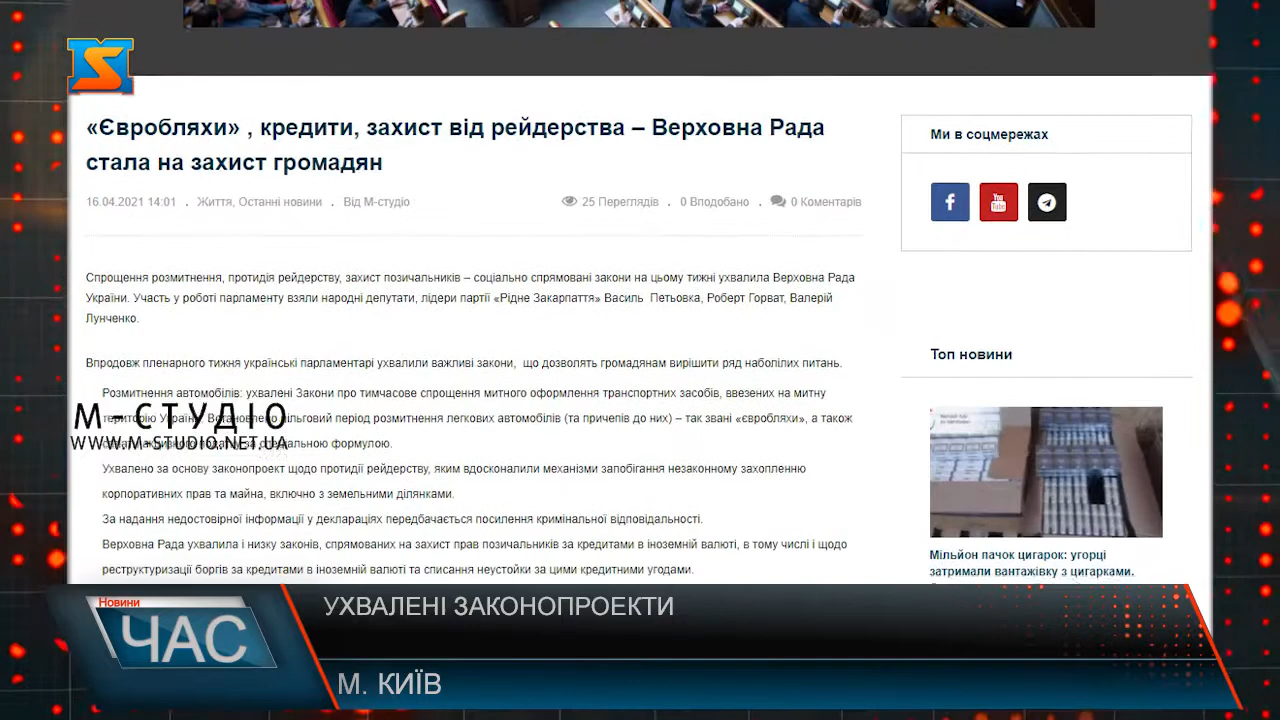 «Євробляхи» , кредити, захист від рейдерства – Верховна Рада
стала на захист громадян
16.04.2021 14:01 . Життя, Останні новини . Від М-студіо
25 Переглядів . 0 Вподобано . 0 Коментарів
Спрощення розмитнення, протидія рейдерству, захист позичальників – соціально спрямовані закони на цьому тижні ухвалила Верховна Рада
України. Участь у роботі парламенту взяли народні депутати, лідери партії «Рідне Закарпаття» Василь Петьовка, Роберт Горват, Валерій
Лунченко.
Впродовж пленарного тижня українські парламентарі ухвалили важливі закони, що дозволять громадянам вирішити ряд наболілих питань.
Розмитнення автомобілів: ухвалені Закони про тимчасове спрощення митного оформлення транспортних засобів, ввезених на митну
територію України. Встановлено пільговий період розмитнення легкових автомобілів (та причепів до них) – так звані «євробляхи», а також
формулою.
Ухвалено за основу законопроект щодо протидії рейдерству, яким вдосконалили механізми запобігання незаконному захопленню
корпоративних прав та майна, включно з земельними ділянками.
За надання недостовірної інформації у деклараціях передбачається посилення кримінальної відповідальності.
Верховна Рада ухвалила і низку законів, спрямованих на захист прав позичальників за кредитами в іноземній валюті, в тому числі і щодо
реструктуризації боргів за кредитами в іноземній валюті та списання неустойки за цими кредитними угодами.
М-СТУДІО
WWW.M-STUDIO.NET.UA
Ми в соцмережах
You
Tube
Топ новини
Мільйон пачок цигарок: угорці
затримали вантажівку з цигарками.
Новини
ЧАС
УХВАЛЕНІ ЗАКОНОПРОЕКТИ
М. КИЇВ